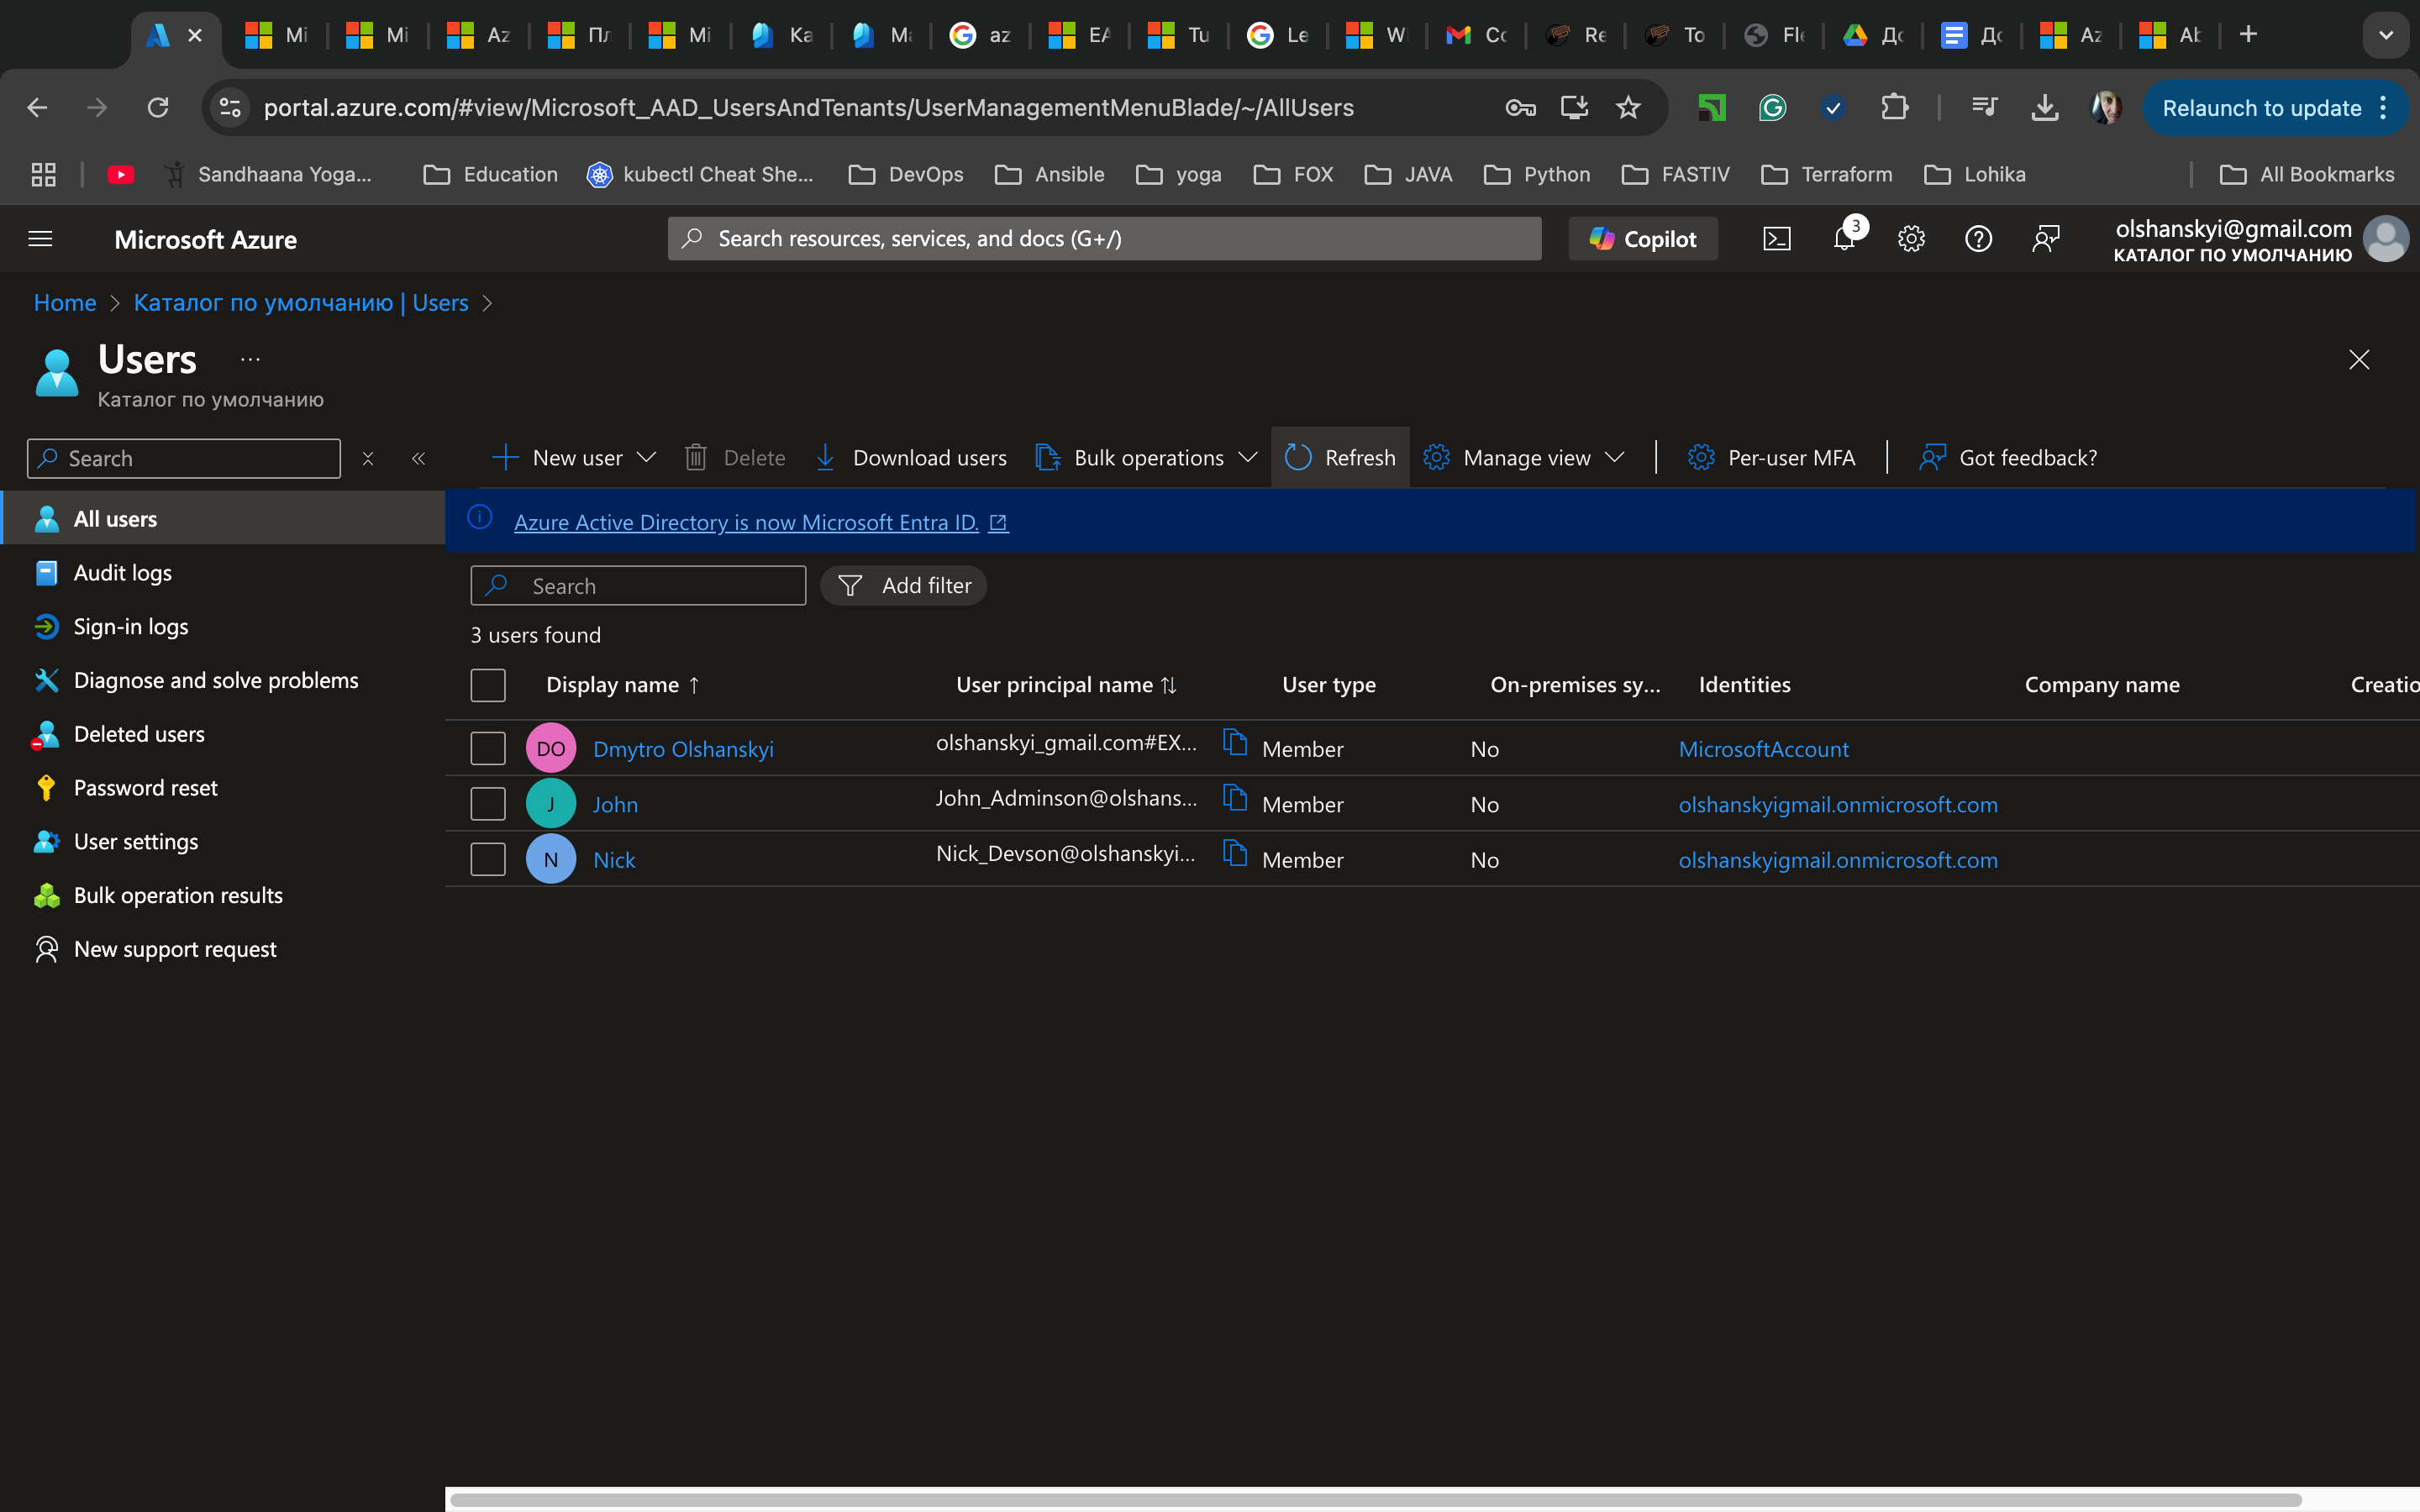 Mi
Mi
Az
Пл
Mi
Ka
Ma
az
EA
Tu
Le
W
Co
Re
To
Fle
До
До
Az
Ab
portal.azure.com/#view/Microsoft_AAD_UsersAndTenants/UserManagementMenuBlade/~/AllUsers
Relaunch to update
Sandhaana Yoga...
Education
kubectl Cheat She...
DevOps
Ansible
yoga
FOX
JAVA
Python
FASTIV
Terraform
Lohika
All Bookmarks
Microsoft Azure
Search resources, services, and docs (G+/)
Copilot
3
olshanskyi@gmail.com
КАТАЛОГ ПО УМОЛЧАНИЮ
Home > Каталог по умолчанию | Users >
Users ...
Каталог по умолчанию
Search
New user
Delete
Download users
Bulk operations
Refresh
Manage view
Per-user MFA
Got feedback?
All users
Audit logs
Sign-in logs
Diagnose and solve problems
Deleted users
Password reset
User settings
Bulk operation results
New support request
Azure Active Directory is now Microsoft Entra ID.
Search
Add filter
3 users found
Display name ↑ User principal name ↑↓ User type On-premises sy... Identities Company name Creatio
DO Dmytro Olshanskyi olshanskyi_gmail.com#EX... Member No MicrosoftAccount
J John John_Adminson@olshans... Member No olshanskyigmail.onmicrosoft.com
N Nick Nick_Devson@olshanskyi... Member No olshanskyigmail.onmicrosoft.com